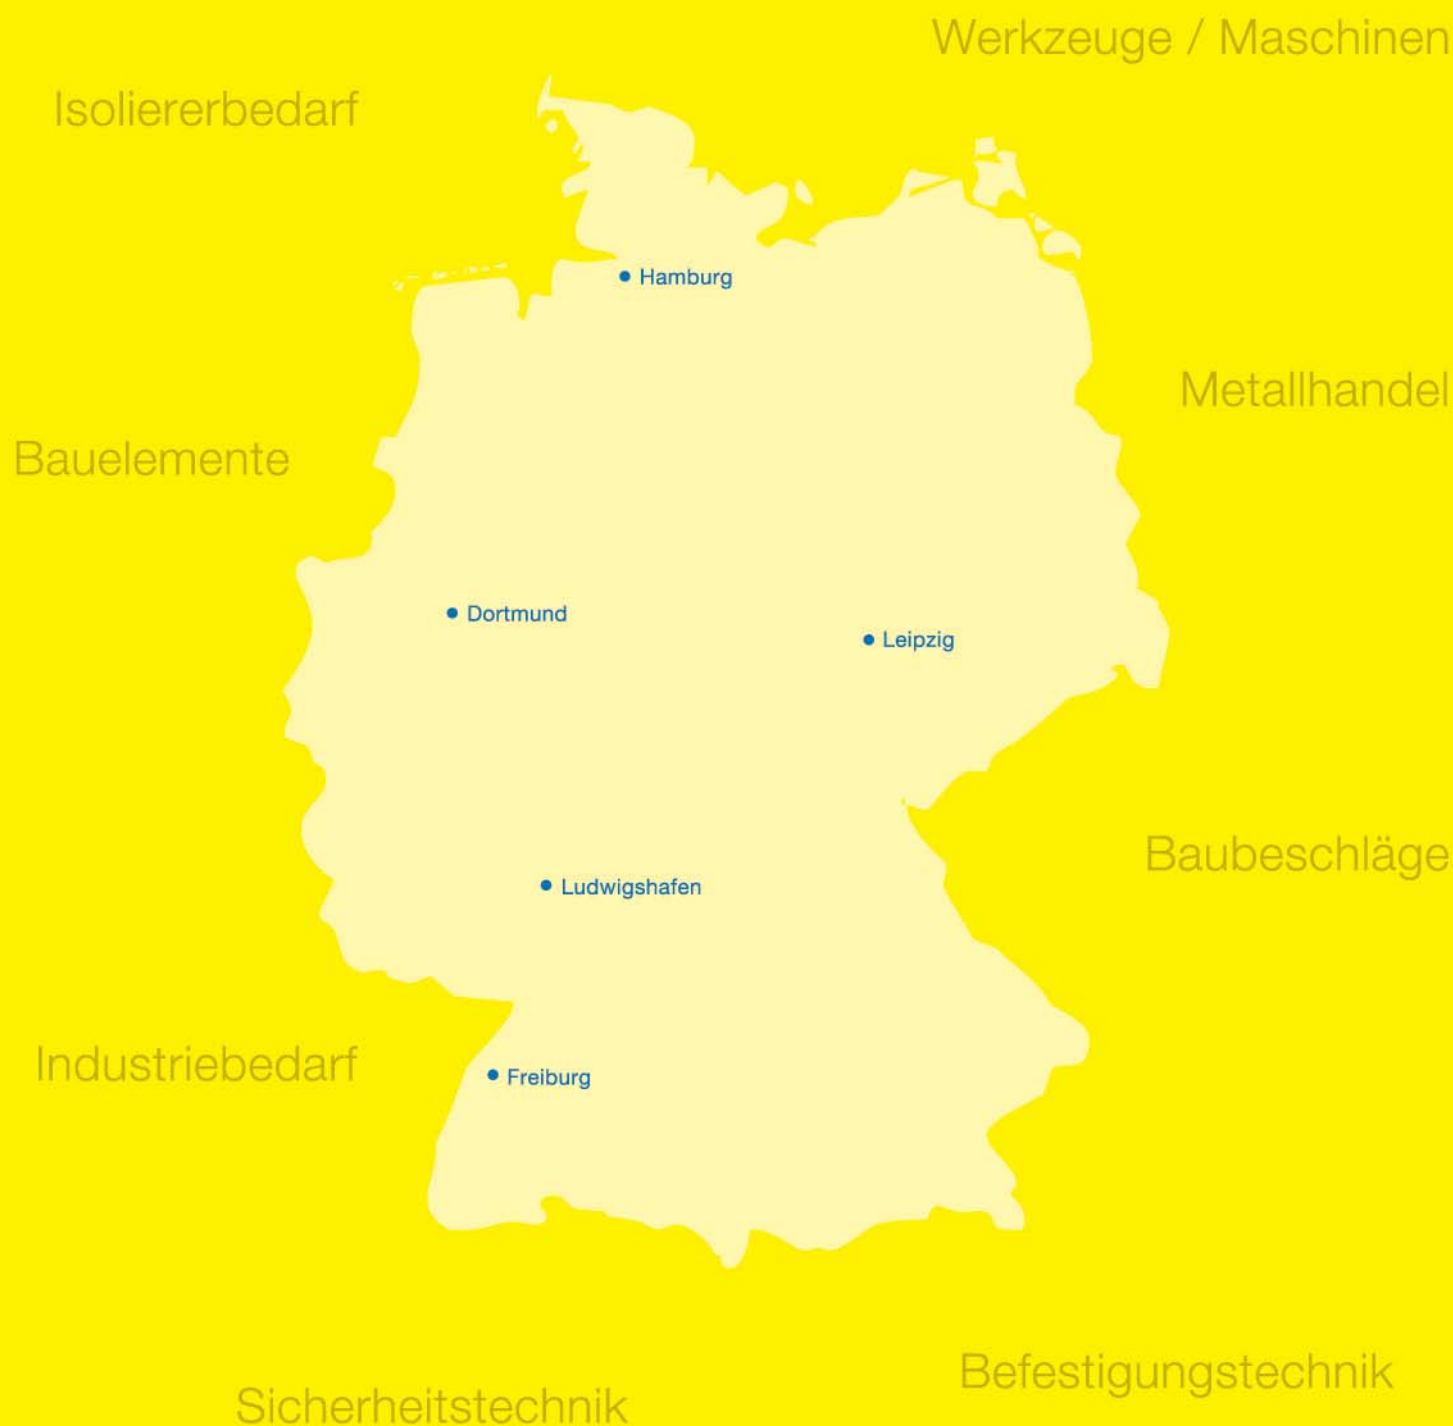 Werkzeuge / Maschinen
Isoliererbedarf
Hamburg
Metallhandel
Bauelemente
Dortmund
Leipzig
Baubeschläge
Ludwigshafen
Industriebedarf
Freiburg
Befestigungstechnik
Sicherheitstechnik